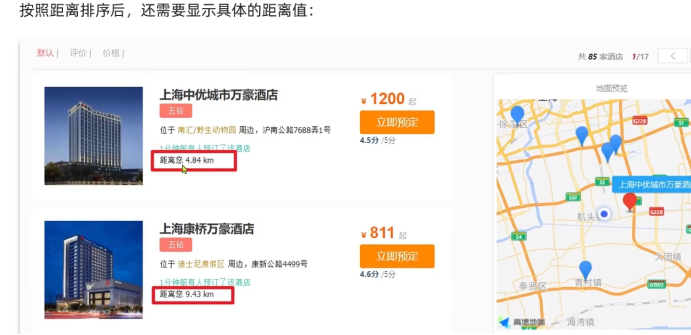 按照距离排序后，还需要显示具体的距离值：
默认 | 评价 | 价格 |
共 85 家酒店 1/17 <
上海中优城市万豪酒店
五钻
位于 南汇/野生动物园 周边，沪南公路7688弄1号
1分钟前有人预订了该酒店
距离您 4.84 km
¥ 1200 起
立即预定
4.5分 /5分
上海康桥万豪酒店
五钻
位于 迪士尼度假区 周边，康新公路4499号
1分钟前有人预订了该酒店
距离您 9.43 km
¥ 811 起
立即预定
4.6分 /5分
地图预览
G228
S1
上海中优城市万豪酒
航头
G228
大团镇
奉贤区
青村镇
G1503
高德地图
海湾镇